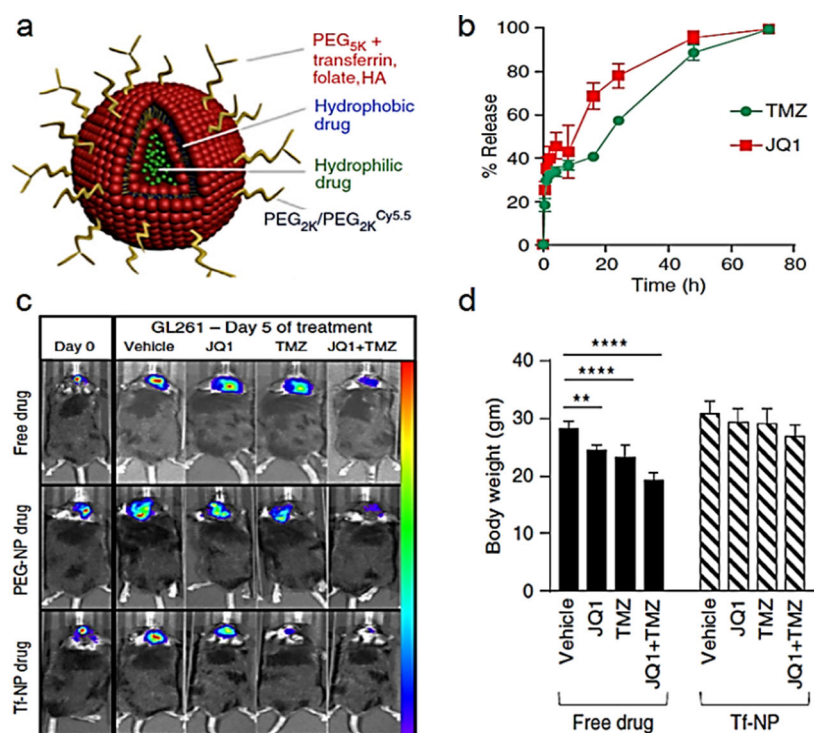 a
PEG5K +
transferrin,
folate, HA
Hydrophobic
drug
Hydrophilic
drug
PEG2K/PEG2K Cy5.5
b
% Release
100
80
60
40
20
0
0
20
40
60
80
Time (h)
TMZ
JQ1
c
GL261 – Day 5 of treatment
Day 0
Vehicle
JQ1
TMZ
JQ1+TMZ
Free drug
PEG-NP drug
Tf-NP drug
d
Body weight (gm)
40
30
20
10
0
****
****
**
Vehicle
JQ1
TMZ
JQ1+TMZ
Vehicle
JQ1
TMZ
JQ1+TMZ
Free drug
Tf-NP